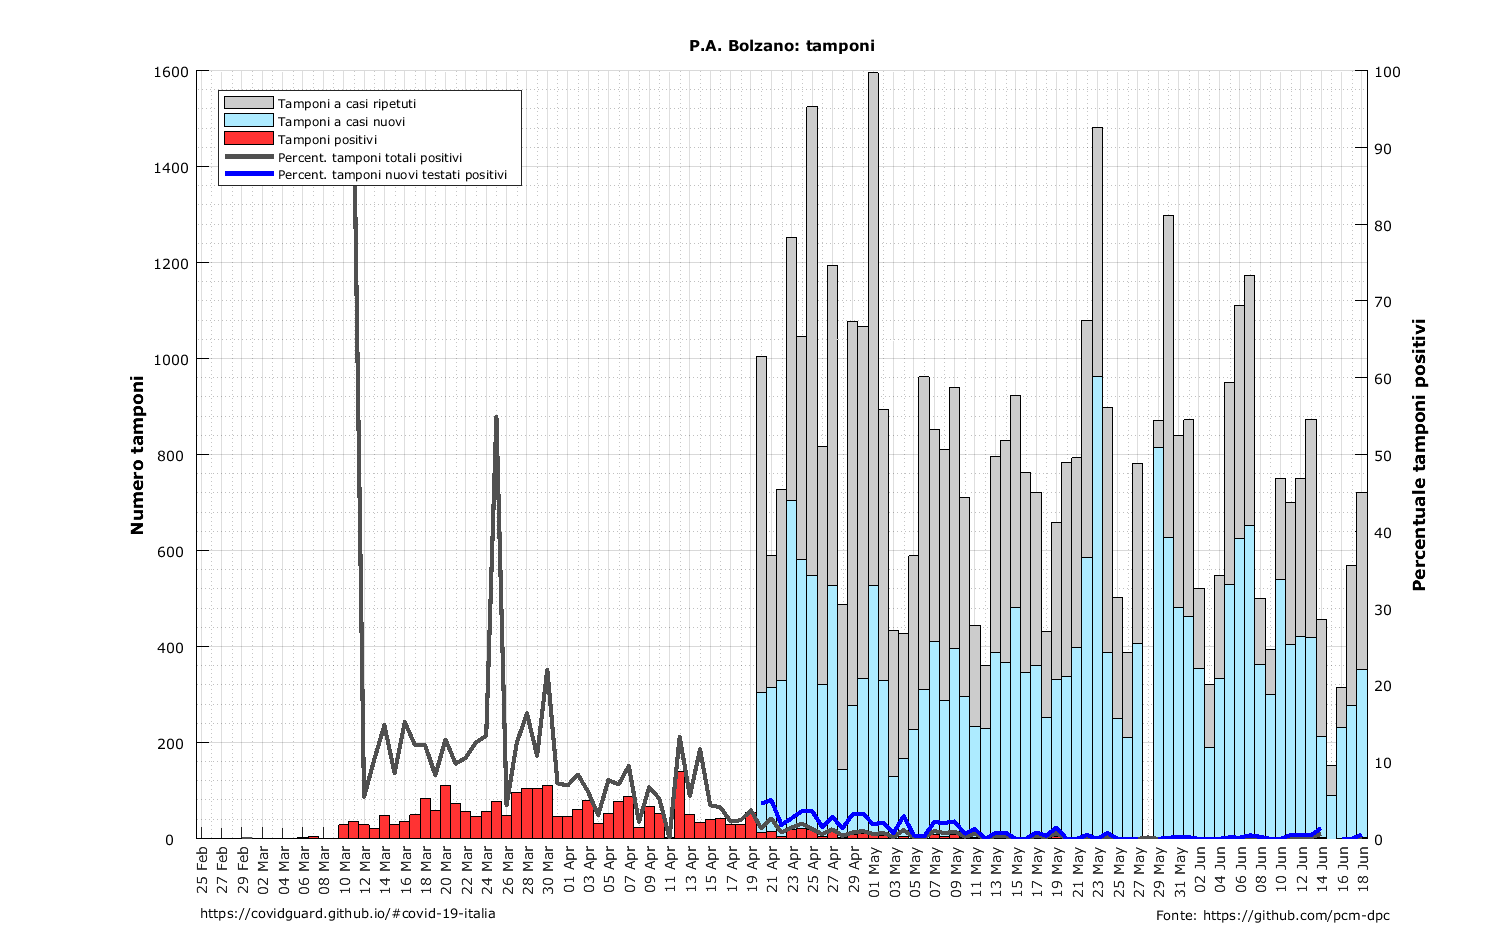 P.A. Bolzano: tamponi
Tamponi a casi ripetuti
Tamponi a casi nuovi
Tamponi positivi
Percent. tamponi totali positivi
Percent. tamponi nuovi testati positivi
Numero tamponi
1600
1400
1200
1000
800
600
400
200
0
Percentuale tamponi positivi
100
90
80
70
60
50
40
30
20
10
0
25 Feb
27 Feb
29 Feb
02 Mar
04 Mar
06 Mar
08 Mar
10 Mar
12 Mar
14 Mar
16 Mar
18 Mar
20 Mar
22 Mar
24 Mar
26 Mar
28 Mar
30 Mar
01 Apr
03 Apr
05 Apr
07 Apr
09 Apr
11 Apr
13 Apr
15 Apr
17 Apr
19 Apr
21 Apr
23 Apr
25 Apr
27 Apr
29 Apr
01 May
03 May
05 May
07 May
09 May
11 May
13 May
15 May
17 May
19 May
21 May
23 May
25 May
27 May
29 May
31 May
02 Jun
04 Jun
06 Jun
08 Jun
10 Jun
12 Jun
14 Jun
16 Jun
18 Jun
https://covidguard.github.io/#covid-19-italia
Fonte: https://github.com/pcm-dpc